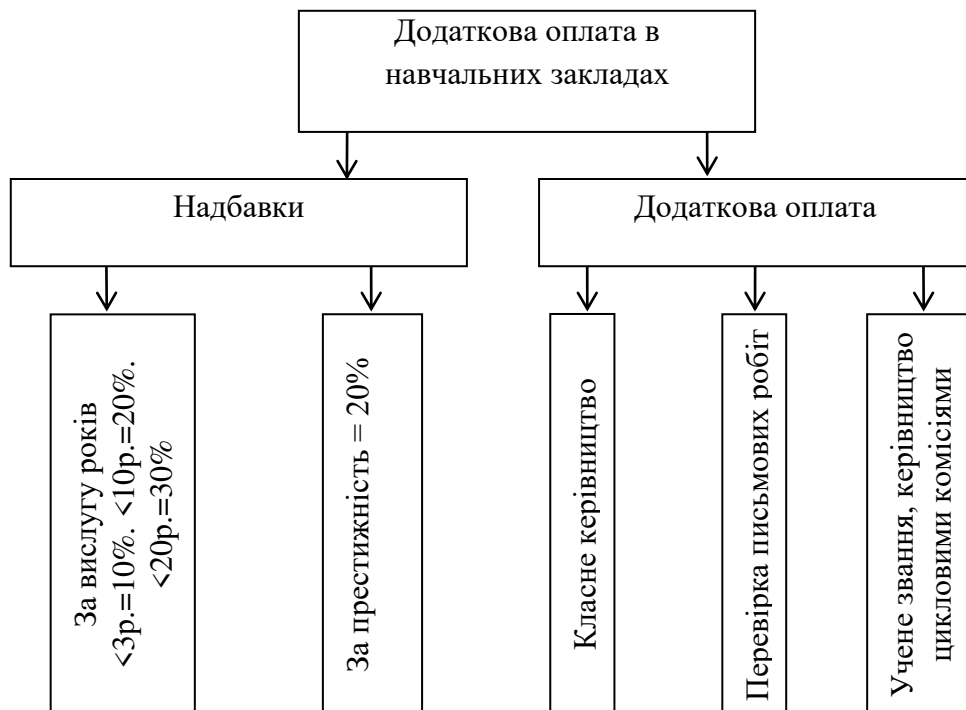 Додаткова оплата в
навчальних закладах
Надбавки
Додаткова оплата
За вислугу років
<3р.=10%. <10р.=20%.
<20р.=30%
За престижність = 20%
Класне керівництво
Перевірка письмових робіт
Учене звання, керівництво
цикловими комісіями